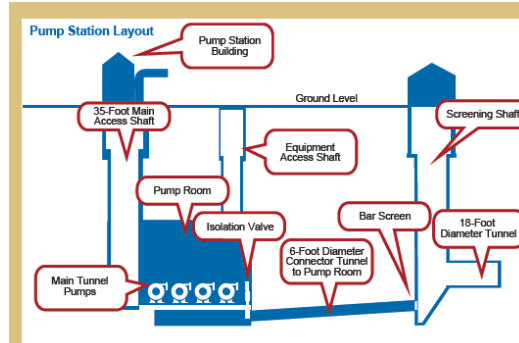 Pump Station Layout
Pump Station
Building
Ground Level
35-Foot Main
Access Shaft
Screening Shaft
Equipment
Access Shaft
Pump Room
Isolation Valve
Bar Screen
18-Foot
Diameter Tunnel
6-Foot Diameter
Connector Tunnel
to Pump Room
Main Tunnel
Pumps